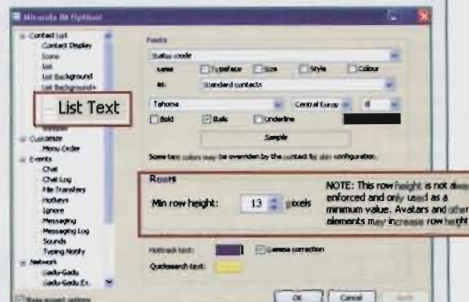 Miranda IM Options
Contact List
Contact Display
Icons
List
List Background
List Background+
List Text
Window
Customize
Menu Order
Events
Chat
Chat Log
File Transfers
Hotkeys
Ignore
Messaging
Messaging Log
Sounds
Typing Notify
Network
Gadu-Gadu
Gadu-Gadu Ex.
Show expert options
Fonts
Status mode
same Typeface Size Style Colour
as: Standard contacts
Tahoma Central Europ 8
Bold Italic Underline
Sample
Some text colors may be overriden by the contact list skin configuration.
Rows
Min row height: 13 pixels
NOTE: This row height is not
enforced and only used as a
minimum value. Avatars and other
elements may increase row height
Hottrack text: Gamma correction
Quicksearch text:
OK Cancel